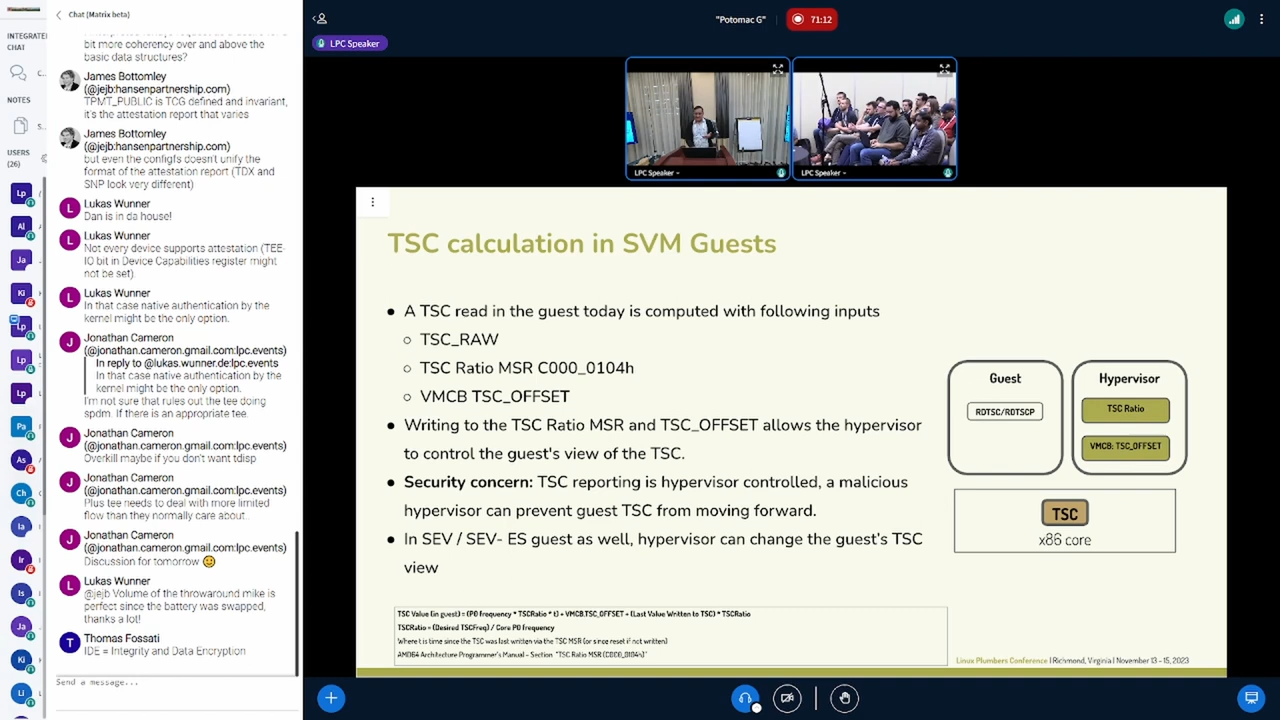 Chat [Matrix beta)
INTEGRATE
CHAT
C..
NOTES
S..
USERS
(26)
bit more coherency over and above the
basic data structures?
James Bottomley
(@jejb:hansenpartnership.com)
TPMT_PUBLIC is TCG defined and invariant,
it's the attestation report that varies
James Bottomley
(@jejb:hansenpartnership.com)
but even the configfs doesn't unify the
format of the attestation report (TDX and
SNP look very different)
Lukas Wunner
Dan is in da house!
Lukas Wunner
Not every device supports attestation (TEE-
IO bit in Device Capabilities register might
not be set).
Lukas Wunner
In that case native authentication by the
kernel might be the only option.
Jonathan Cameron
(@jonathan.cameron.gmail.com:lpc.events)
In reply to @lukas.wunner.de:lpc.events
In that case native authentication by the
kernel might be the only option.
I'm not sure that rules out the tee doing
spdm. If there is an appropriate tee.
Jonathan Cameron
(@jonathan.cameron.gmail.com:lpc.events)
Overkill maybe if you don't want tdisp
Jonathan Cameron
(@jonathan.cameron.gmail.com:lpc.events)
Plus tee needs to deal with more limited
flow than they normally care about..
Jonathan Cameron
(@jonathan.cameron.gmail.com:lpc.events)
Discussion for tomorrow 🙂
Lukas Wunner
@jejb Volume of the throwaround mike is
perfect since the battery was swapped,
thanks a lot!
Thomas Fossati
IDE = Integrity and Data Encryption
Send a message...
Lp
Al
Ja
Ki
Lp
Lp
Lp
Pa
As
Ch
Ia
Ir
Is
Ja
Ki
Li
J
J
L
L
L
J
J
J
J
L
T
"Potomac G"
71:12
LPC Speaker
LPC Speaker
LPC Speaker
TSC calculation in SVM Guests
● A TSC read in the guest today is computed with following inputs
○ TSC_RAW
○ TSC Ratio MSR C000_0104h
○ VMCB TSC_OFFSET
● Writing to the TSC Ratio MSR and TSC_OFFSET allows the hypervisor
to control the guest's view of the TSC.
● Security concern: TSC reporting is hypervisor controlled, a malicious
hypervisor can prevent guest TSC from moving forward.
● In SEV / SEV- ES guest as well, hypervisor can change the guest's TSC
view
Guest
RDTSC/RDTSCP
Hypervisor
TSC Ratio
VMCB: TSC_OFFSET
TSC
x86 core
TSC Value (in guest) = (P0 frequency * TSCRatio * t) + VMCB.TSC_OFFSET + (Last Value Written to TSC) * TSCRatio
TSCRatio = (Desired TSCFreq) / Core P0 frequency
Where t is time since the TSC was last written via the TSC MSR (or since reset if not written)
AMD64 Architecture Programmer's Manual - Section "TSC Ratio MSR (C000_0104h)"
Linux Plumbers Conference | Richmond, Virginia | November 13 - 15, 2023